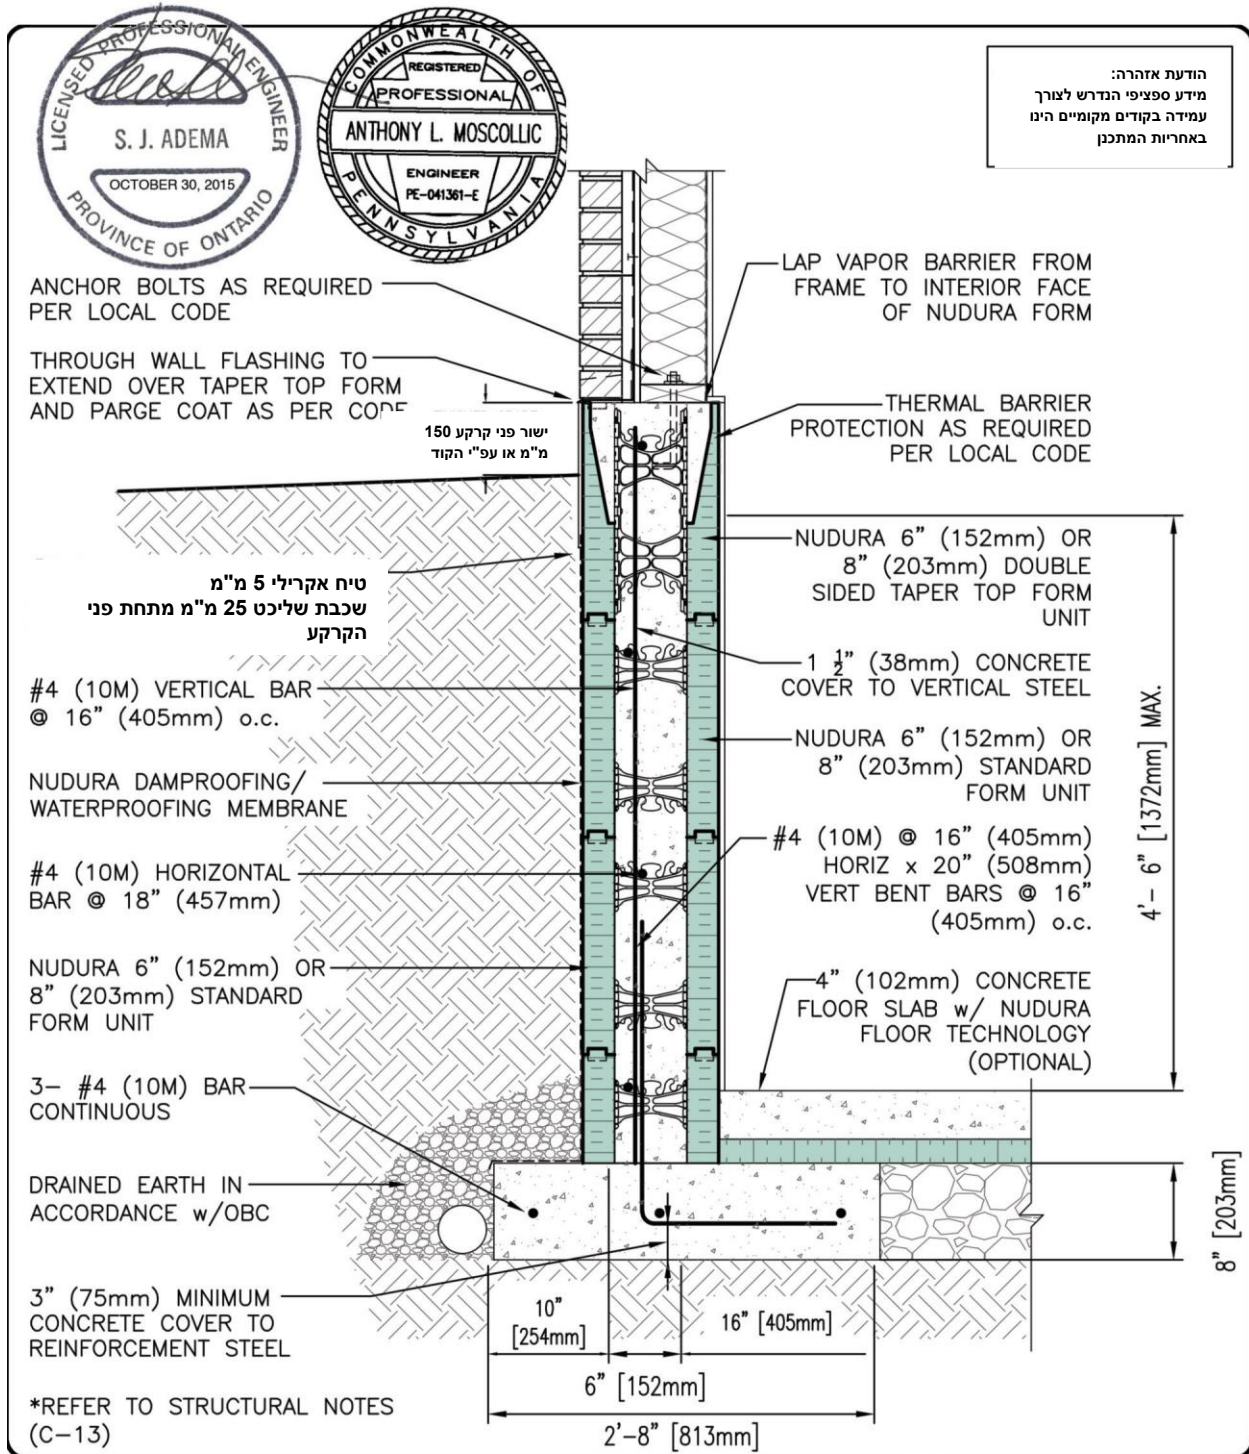 LICENSED PROFESSIONAL ENGINEER
S. J. ADEMA
OCTOBER 30, 2015
PROVINCE OF ONTARIO
COMMONWEALTH OF
REGISTERED
PROFESSIONAL
ANTHONY L. MOSCOLLIC
ENGINEER
PE-041361-E
PENNSYLVANIA
הודעת אזהרה:
מידע ספציפי הנדרש לצורך
עמידה בקודים מקומיים הינו
באחריות המתכנן
ANCHOR BOLTS AS REQUIRED
PER LOCAL CODE
THROUGH WALL FLASHING TO
EXTEND OVER TAPER TOP FORM
AND PARGE COAT AS PER CODE
ישור פני קרקע 150
מ"מ או עפ"י הקוד
טיח אקרילי 5 מ"מ
שכבת שליכט 25 מ"מ מתחת פני
הקרקע
#4 (10M) VERTICAL BAR
@ 16” (405mm) o.c.
NUDURA DAMPROOFING/
WATERPROOFING MEMBRANE
#4 (10M) HORIZONTAL
BAR @ 18” (457mm)
NUDURA 6” (152mm) OR
8” (203mm) STANDARD
FORM UNIT
3– #4 (10M) BAR
CONTINUOUS
DRAINED EARTH IN
ACCORDANCE w/OBC
3” (75mm) MINIMUM
CONCRETE COVER TO
REINFORCEMENT STEEL
*REFER TO STRUCTURAL NOTES
(C–13)
LAP VAPOR BARRIER FROM
FRAME TO INTERIOR FACE
OF NUDURA FORM
THERMAL BARRIER
PROTECTION AS REQUIRED
PER LOCAL CODE
NUDURA 6” (152mm) OR
8” (203mm) DOUBLE
SIDED TAPER TOP FORM
UNIT
1 ½” (38mm) CONCRETE
COVER TO VERTICAL STEEL
NUDURA 6” (152mm) OR
8” (203mm) STANDARD
FORM UNIT
#4 (10M) @ 16” (405mm)
HORIZ x 20” (508mm)
VERT BENT BARS @ 16”
(405mm) o.c.
4” (102mm) CONCRETE
FLOOR SLAB w/ NUDURA
FLOOR TECHNOLOGY
(OPTIONAL)
4’– 6” [1372mm] MAX.
8” [203mm]
10”
[254mm]
16” [405mm]
6” [152mm]
2’–8” [813mm]